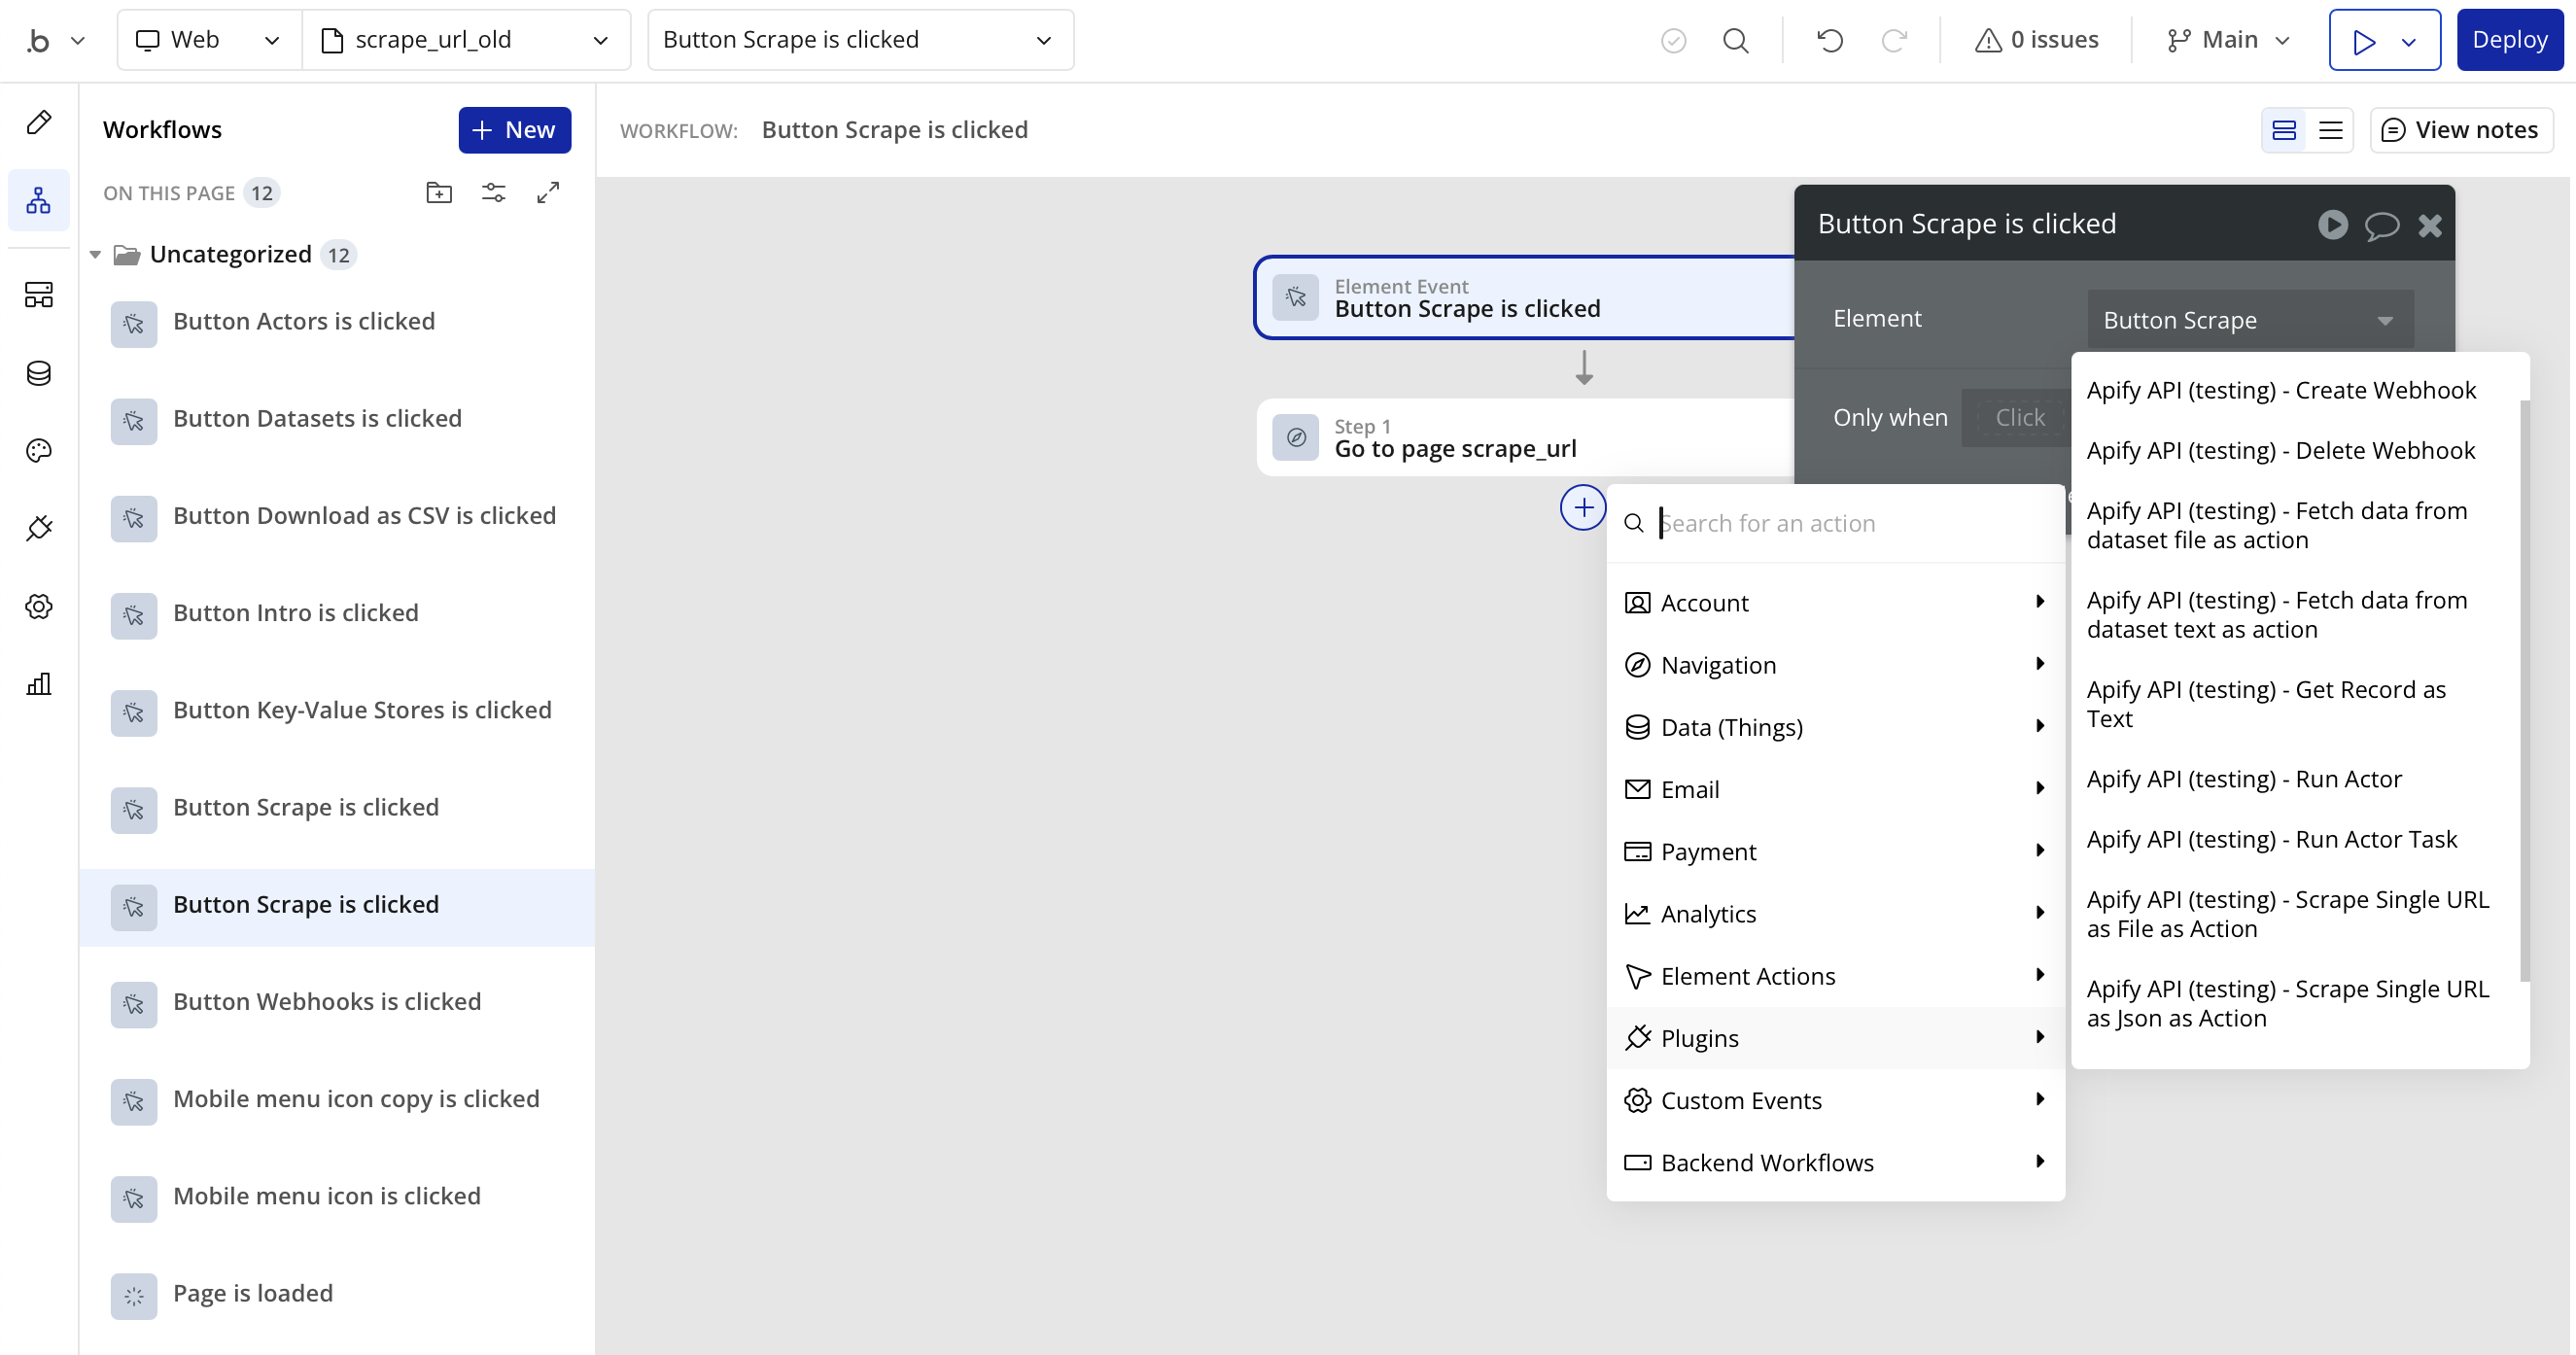 .b
Web
scrape_url_old
Button Scrape is clicked
0 issues
Main
Deploy
Workflows
New
ON THIS PAGE 12
Uncategorized 12
Button Actors is clicked
Button Datasets is clicked
Button Download as CSV is clicked
Button Intro is clicked
Button Key-Value Stores is clicked
Button Scrape is clicked
Button Scrape is clicked
Button Webhooks is clicked
Mobile menu icon copy is clicked
Mobile menu icon is clicked
Page is loaded
WORKFLOW: Button Scrape is clicked
View notes
Element Event
Button Scrape is clicked
Step 1
Go to page scrape_url
Button Scrape is clicked
Element
Button Scrape
Only when
Click
Search for an action
Account
Navigation
Data (Things)
Email
Payment
Analytics
Element Actions
Plugins
Custom Events
Backend Workflows
Apify API (testing) - Create Webhook
Apify API (testing) - Delete Webhook
Apify API (testing) - Fetch data from
dataset file as action
Apify API (testing) - Fetch data from
dataset text as action
Apify API (testing) - Get Record as
Text
Apify API (testing) - Run Actor
Apify API (testing) - Run Actor Task
Apify API (testing) - Scrape Single URL
as File as Action
Apify API (testing) - Scrape Single URL
as Json as Action